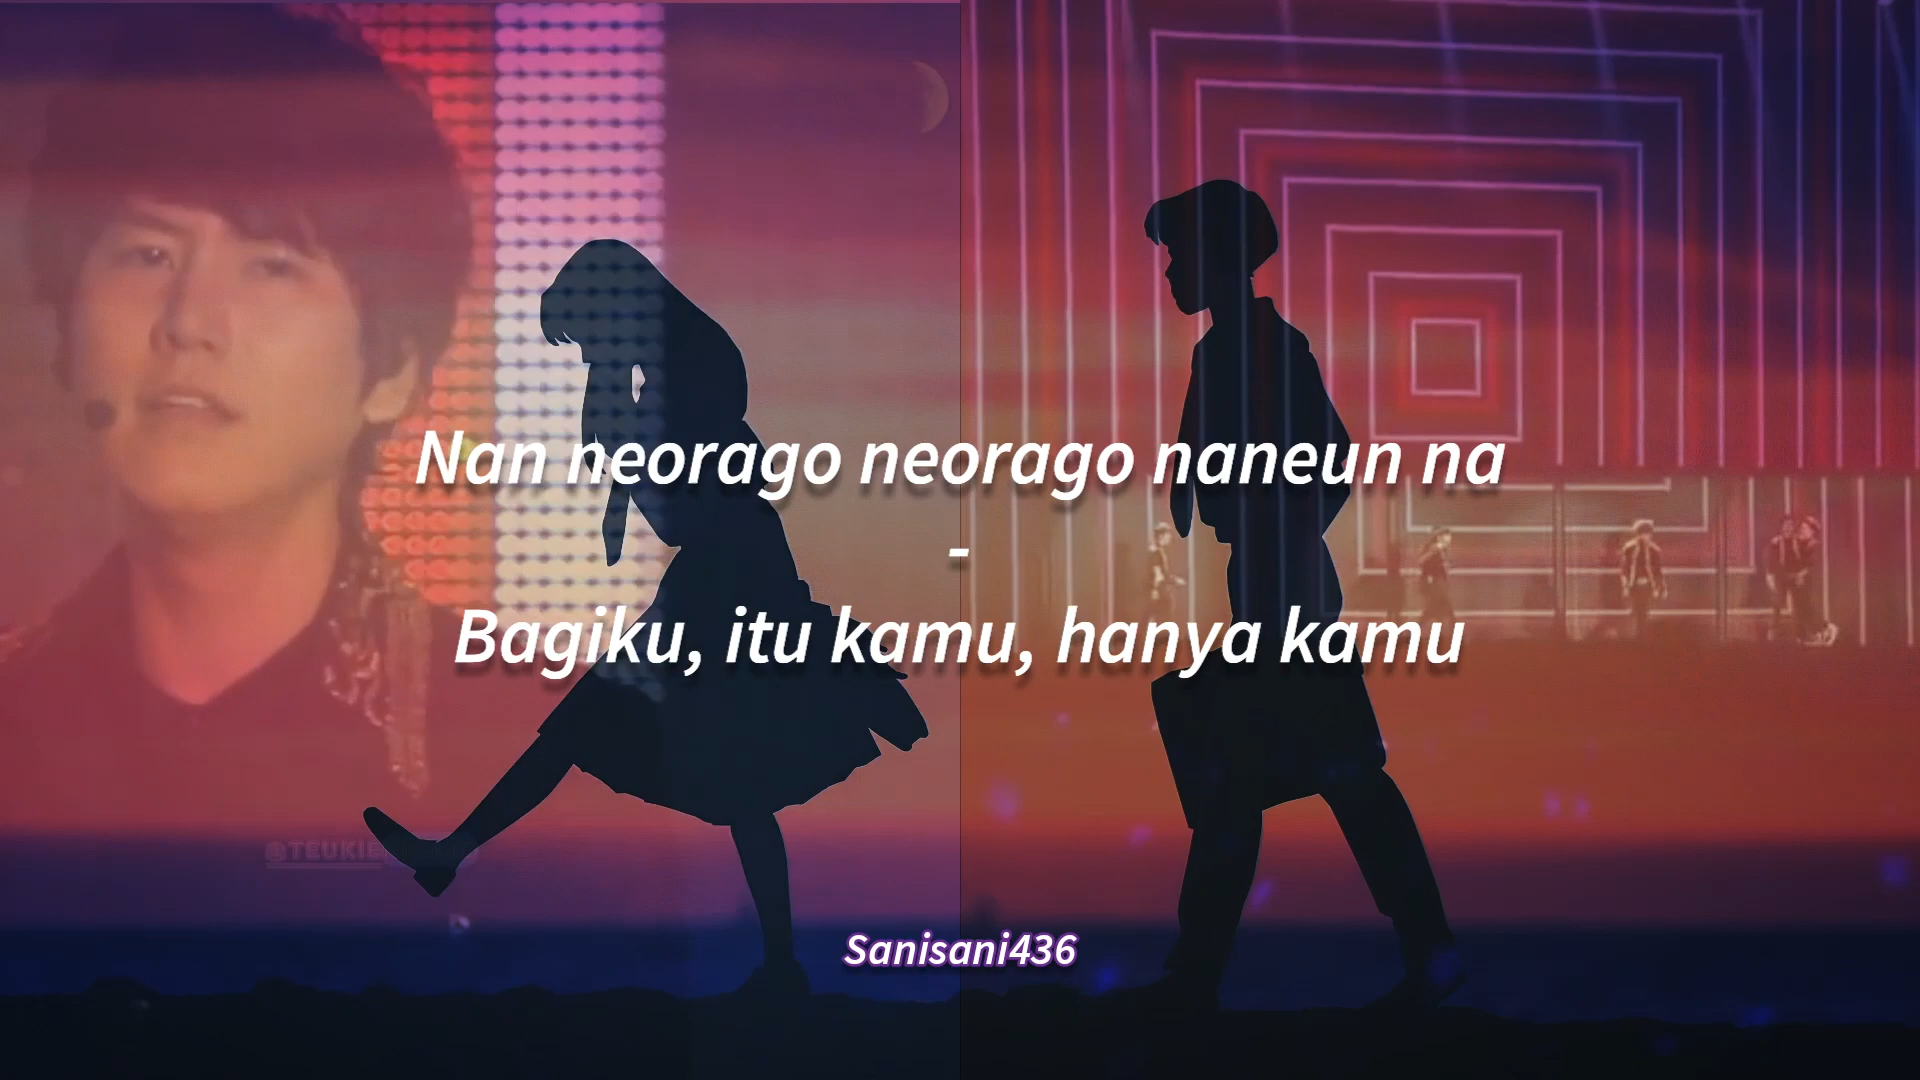 Nan neorago neorago naneun na
-
Bagiku, itu kamu, hanya kamu
Sanisani436